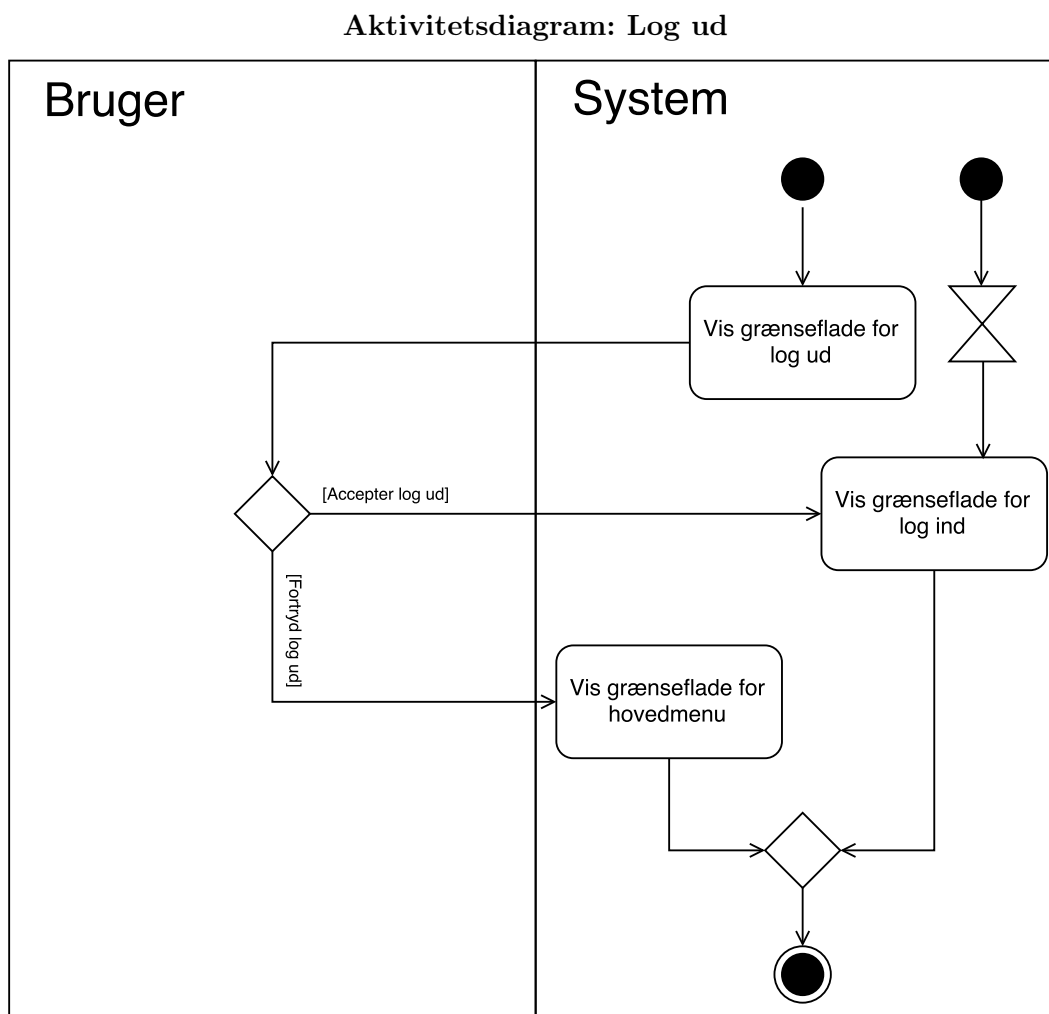 Aktivitetsdiagram: Log ud
Bruger
System
Vis grænseflade for
log ud
[Accepter log ud]
Vis grænseflade for
log ind
[Fortryd log ud]
Vis grænseflade for
hovedmenu